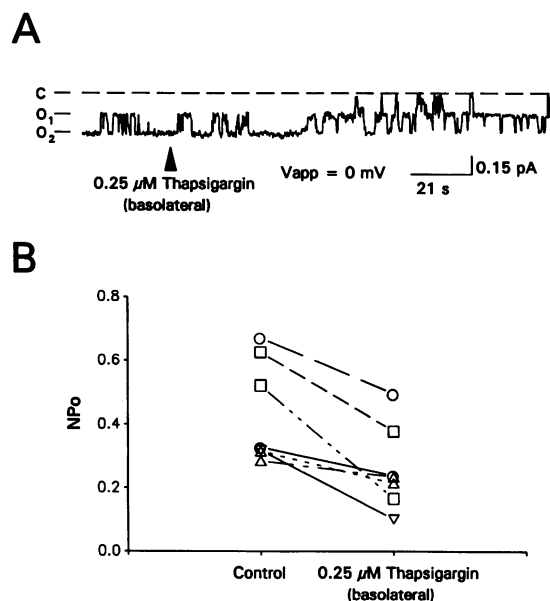 A
C
O1
O2
0.25 μM Thapsigargin
(basolateral)
Vapp = 0 mV
0.15 pA
21 s
B
0.8
0.6
0.4
0.2
0.0
NPo
Control
0.25 μM Thapsigargin
(basolateral)